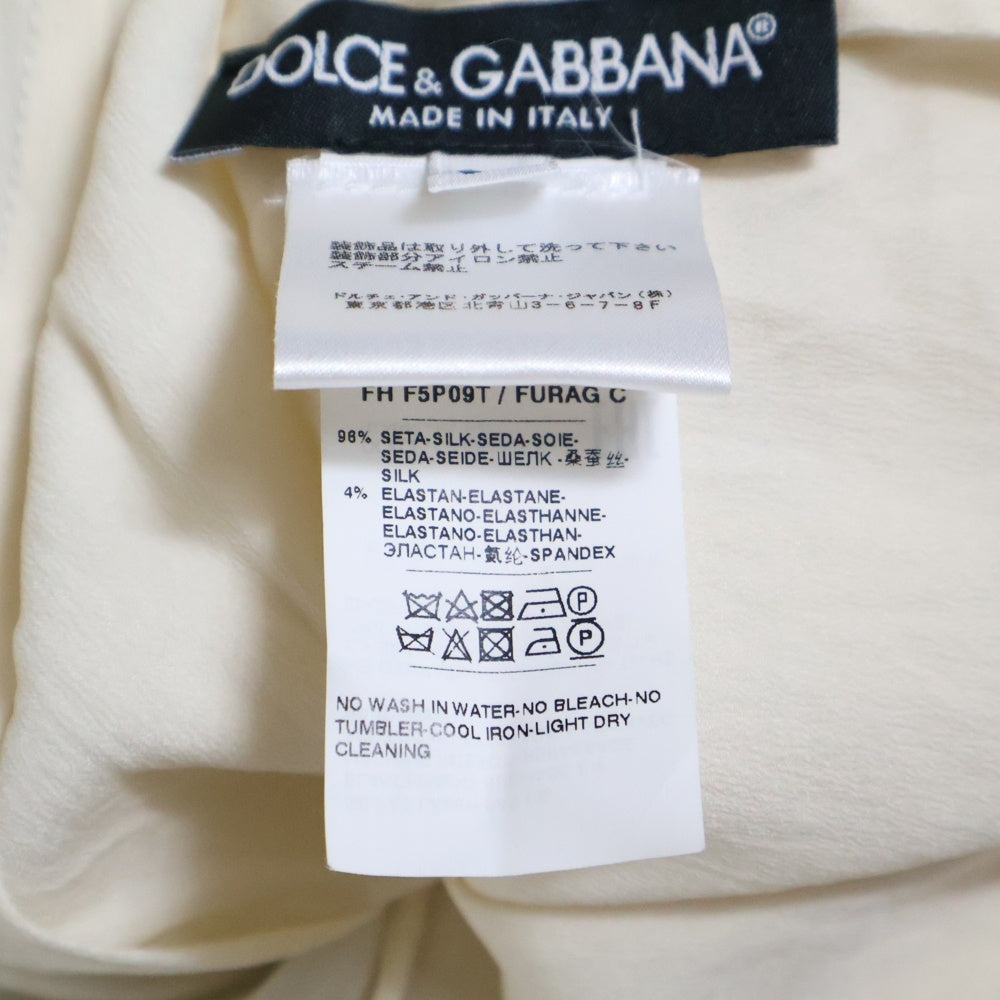 DOLCE & GABBANA®
MADE IN ITALY
装飾品は取り外して洗って下さい
装飾部分アイロン禁止
スチーム禁止
ドルチェ・アンド・ガッバーナ・ジャパン(株)
東京都港区北青山3-6-7-8F
FH F5P09T / FURAG C
96% SETA-SILK-SEDA-SOIE-
SEDA-SEIDE-ШЕЛК-桑蚕丝-
SILK
4% ELASTAN-ELASTANE-
ELASTANO-ELASTHANNE-
ELASTANO-ELASTHAN-
ЭЛАСТАН-氨纶-SPANDEX
P
P
NO WASH IN WATER-NO BLEACH-NO
TUMBLER-COOL IRON-LIGHT DRY
CLEANING